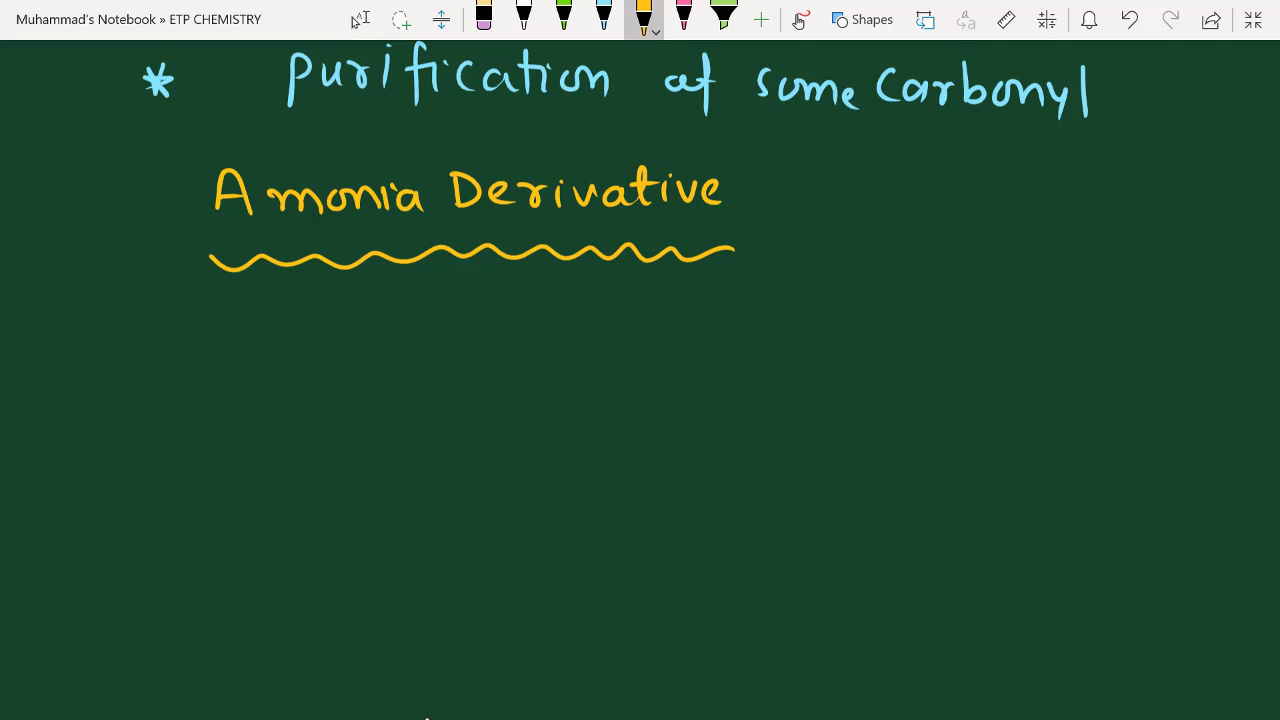 Muhammad's Notebook » ETP CHEMISTRY
Shapes
* Purification of some Carbonyl
Amonia Derivative